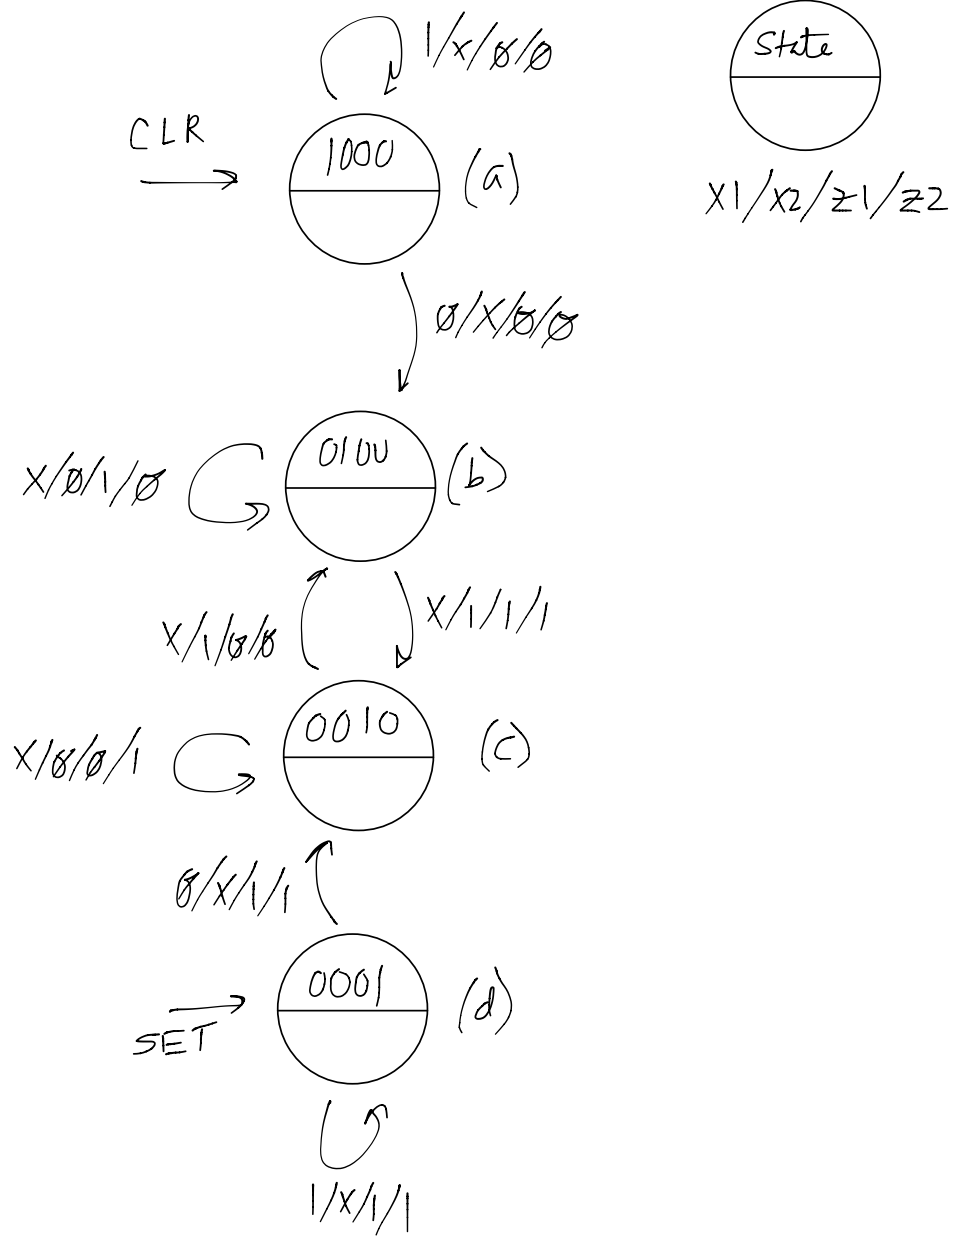 1/X/0/0
State
CLR
1000
(a)
X1/X2/Z1/Z2
0/X/0/0
0100
(b)
X/0/1/0
X/1/1/1
X/1/0/0
0010
(c)
X/0/0/1
0/X/1/1
0001
(d)
SET
1/X/1/1